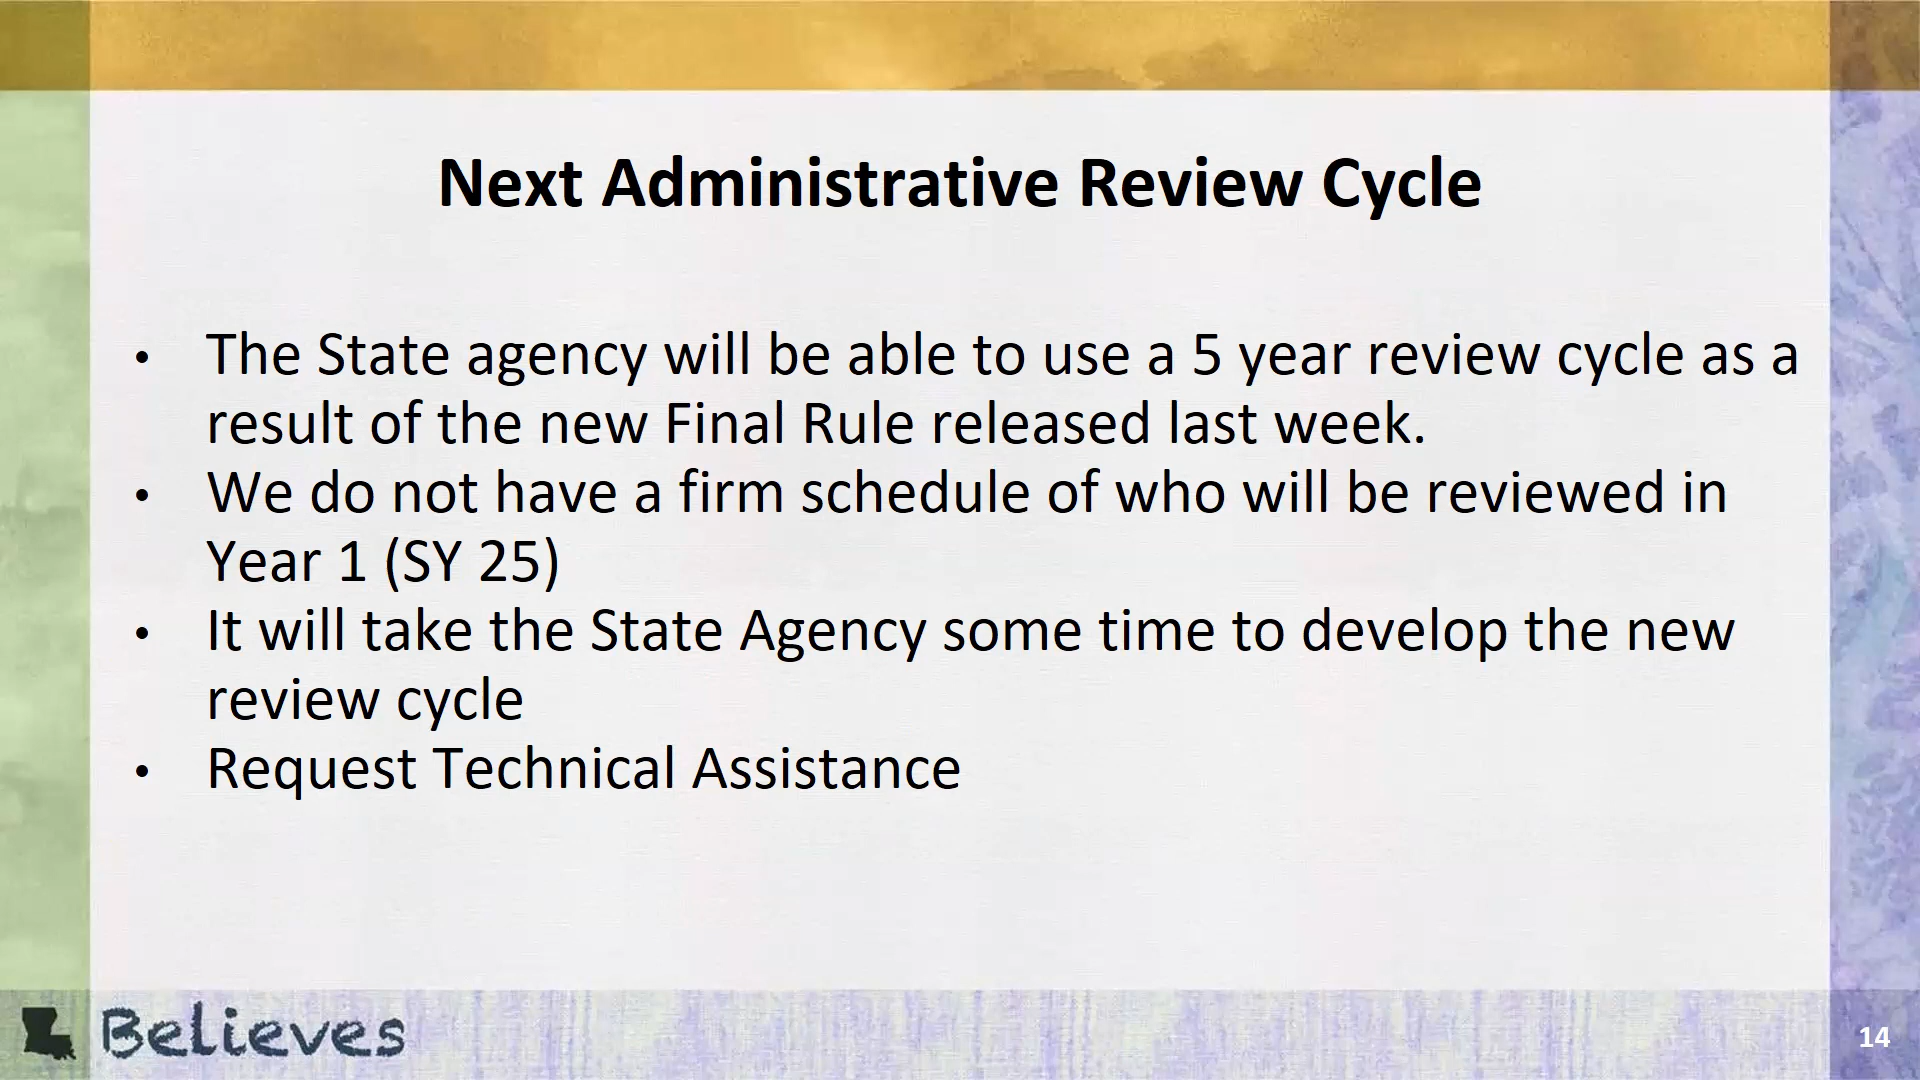 Next Administrative Review Cycle
• The State agency will be able to use a 5 year review cycle as a
result of the new Final Rule released last week.
• We do not have a firm schedule of who will be reviewed in
Year 1 (SY 25)
• It will take the State Agency some time to develop the new
review cycle
• Request Technical Assistance
Believes
14